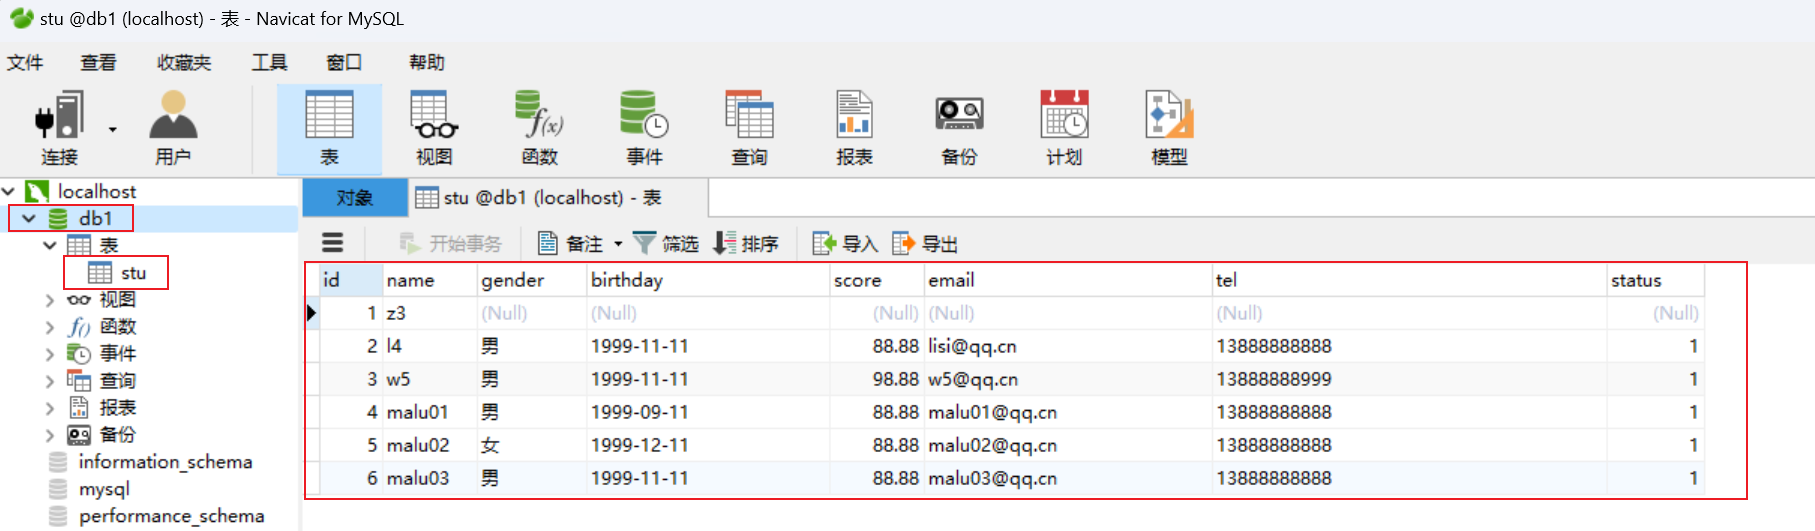 stu @db1 (localhost) - 表 - Navicat for MySQL
文件 查看 收藏夹 工具 窗口 帮助
连接 用户 表 视图 函数 事件 查询 报表 备份 计划 模型
localhost
db1
表
stu
视图
函数
事件
查询
报表
备份
information_schema
mysql
performance_schema
对象 stu @db1 (localhost) - 表
开始事务 备注 筛选 排序 导入 导出
id name gender birthday score email tel status
1 z3 (Null) (Null) (Null) (Null) (Null) (Null)
2 l4 男 1999-11-11 88.88 lisi@qq.cn 13888888888 1
3 w5 男 1999-11-11 98.88 w5@qq.cn 13888888999 1
4 malu01 男 1999-09-11 88.88 malu01@qq.cn 13888888888 1
5 malu02 女 1999-12-11 88.88 malu02@qq.cn 13888888888 1
6 malu03 男 1999-11-11 88.88 malu03@qq.cn 13888888888 1